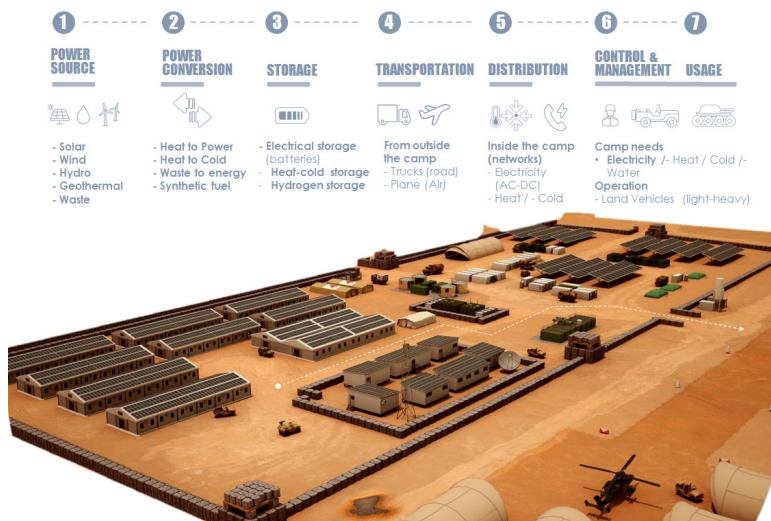 1
POWER
SOURCE
- Solar
- Wind
- Hydro
- Geothermal
- Waste
2
POWER
CONVERSION
- Heat to Power
- Heat to Cold
- Waste to energy
- Synthetic fuel
3
STORAGE
- Electrical storage
(batteries)
- Heat-cold storage
- Hydrogen storage
4
TRANSPORTATION
From outside
the camp
- Trucks (road)
- Plane (Air)
5
DISTRIBUTION
Inside the camp
(networks)
- Electricity
(AC-DC)
- Heat / - Cold
6
7
CONTROL &
MANAGEMENT USAGE
Camp needs
• Electricity /- Heat / Cold /-
Water
Operation
- Land Vehicles (light-heavy)